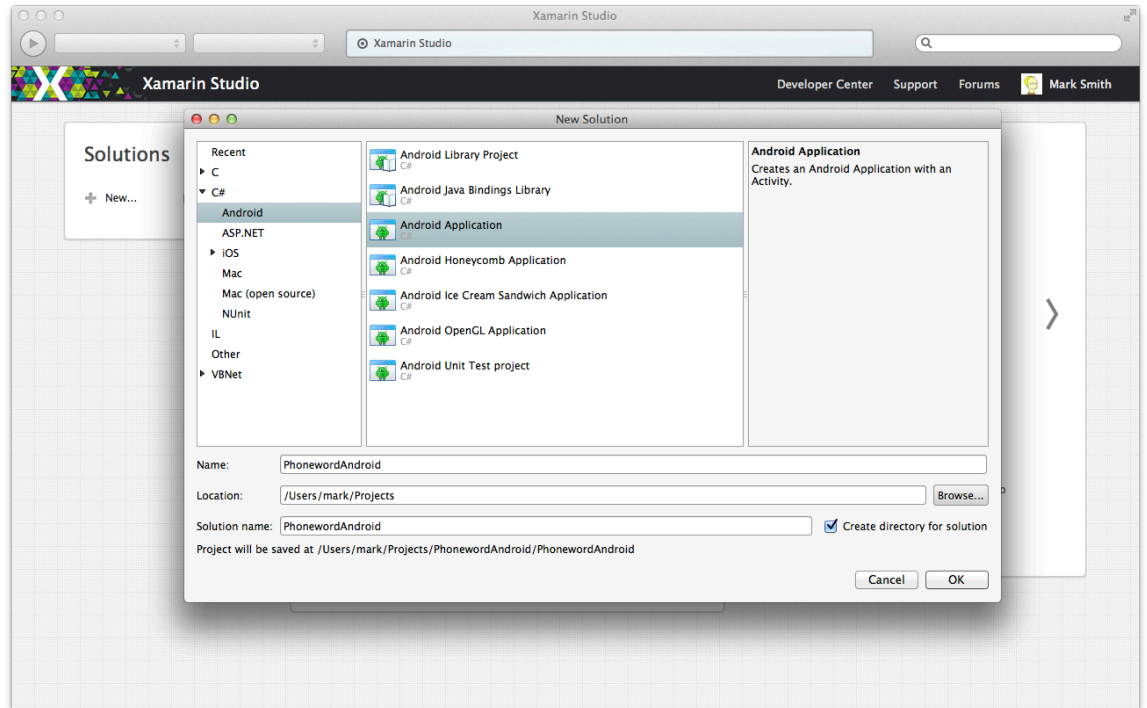 Xamarin Studio
Xamarin Studio
Xamarin Studio
Developer Center
Support
Forums
Mark Smith
Solutions
New...
New Solution
Recent
C
C#
Android
ASP.NET
iOS
Mac
Mac (open source)
NUnit
IL
Other
VBNet
Android Library Project
C#
Android Java Bindings Library
C#
Android Application
C#
Android Honeycomb Application
C#
Android Ice Cream Sandwich Application
C#
Android OpenGL Application
C#
Android Unit Test project
C#
Android Application
Creates an Android Application with an
Activity.
Name:
PhonewordAndroid
Location:
/Users/mark/Projects
Browse...
Solution name:
PhonewordAndroid
Create directory for solution
Project will be saved at /Users/mark/Projects/PhonewordAndroid/PhonewordAndroid
Cancel
OK